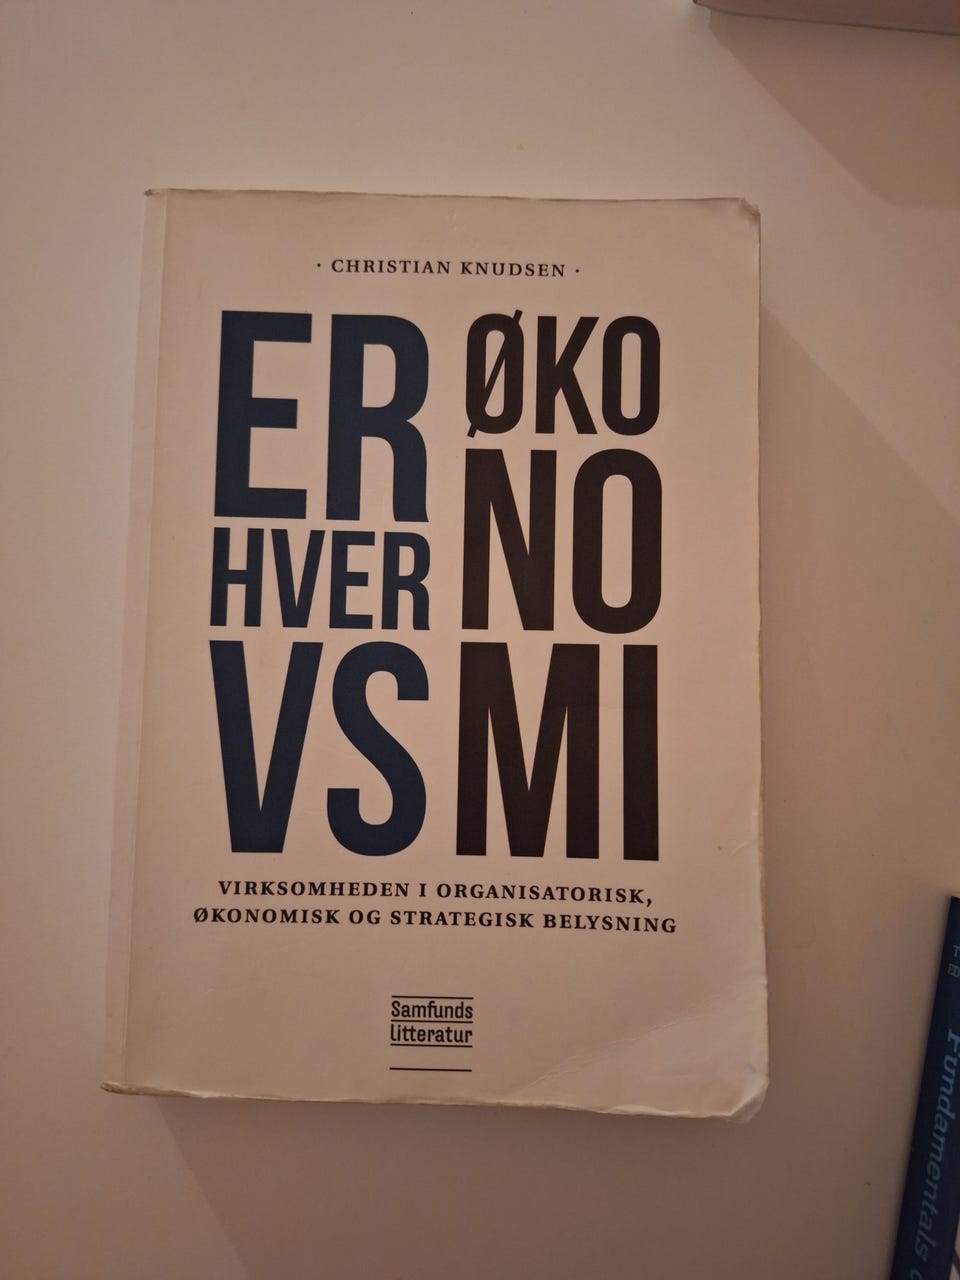 · CHRISTIAN KNUDSEN ·
ER
HVER
VS
ØKO
NO
MI
VIRKSOMHEDEN I ORGANISATORISK,
ØKONOMISK OG STRATEGISK BELYSNING
Samfunds
litteratur
Fundamentals